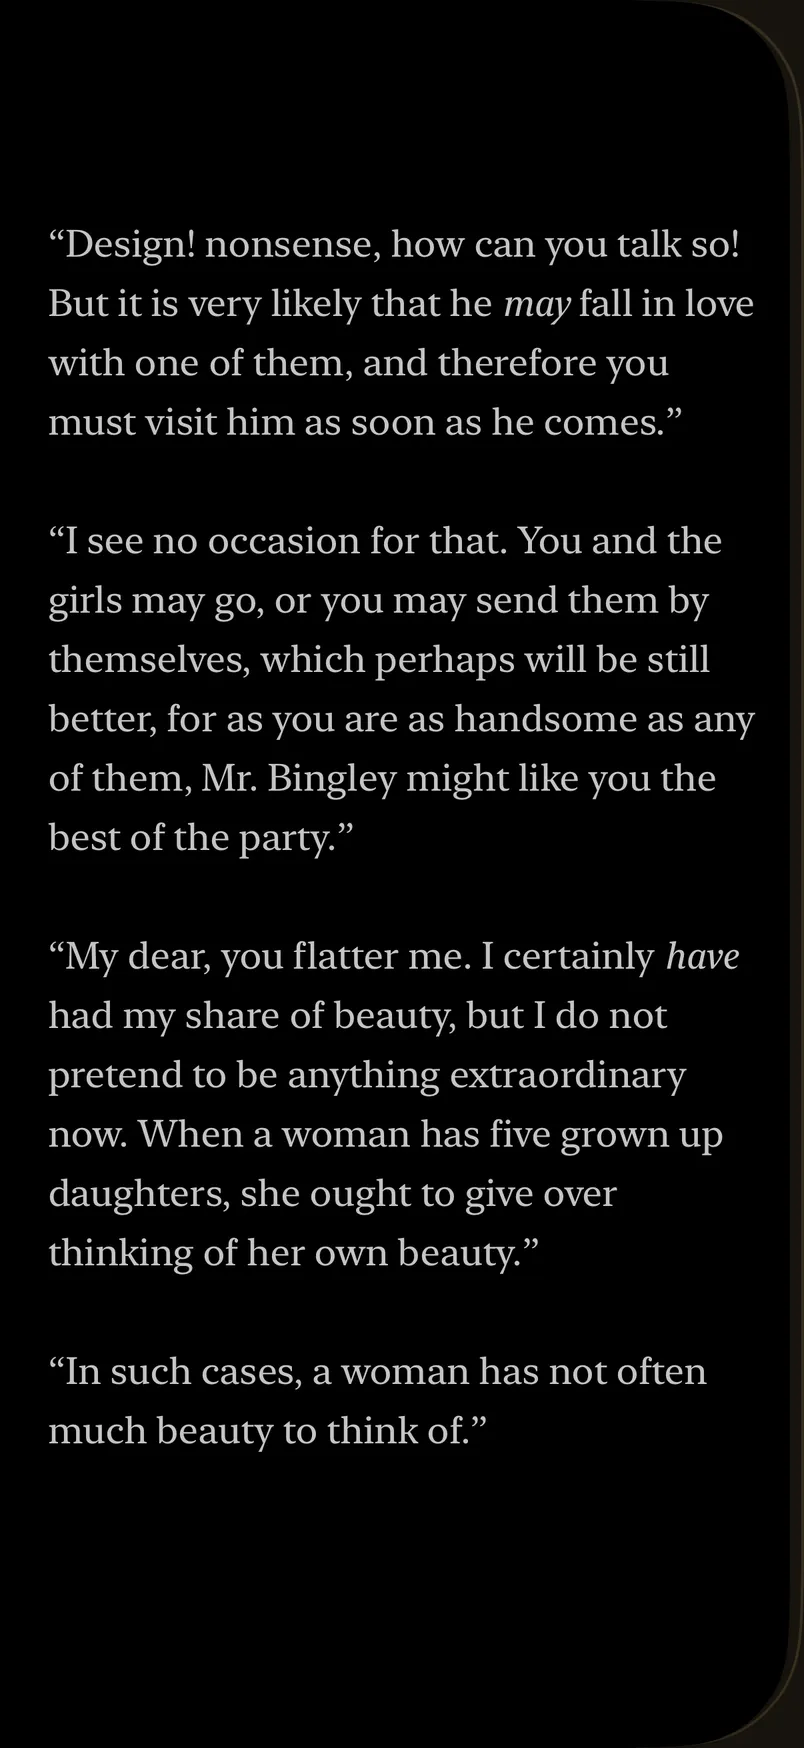 “Design! nonsense, how can you talk so!
But it is very likely that he may fall in love
with one of them, and therefore you
must visit him as soon as he comes.”
“I see no occasion for that. You and the
girls may go, or you may send them by
themselves, which perhaps will be still
better, for as you are as handsome as any
of them, Mr. Bingley might like you the
best of the party.”
“My dear, you flatter me. I certainly have
had my share of beauty, but I do not
pretend to be anything extraordinary
now. When a woman has five grown up
daughters, she ought to give over
thinking of her own beauty.”
“In such cases, a woman has not often
much beauty to think of.”